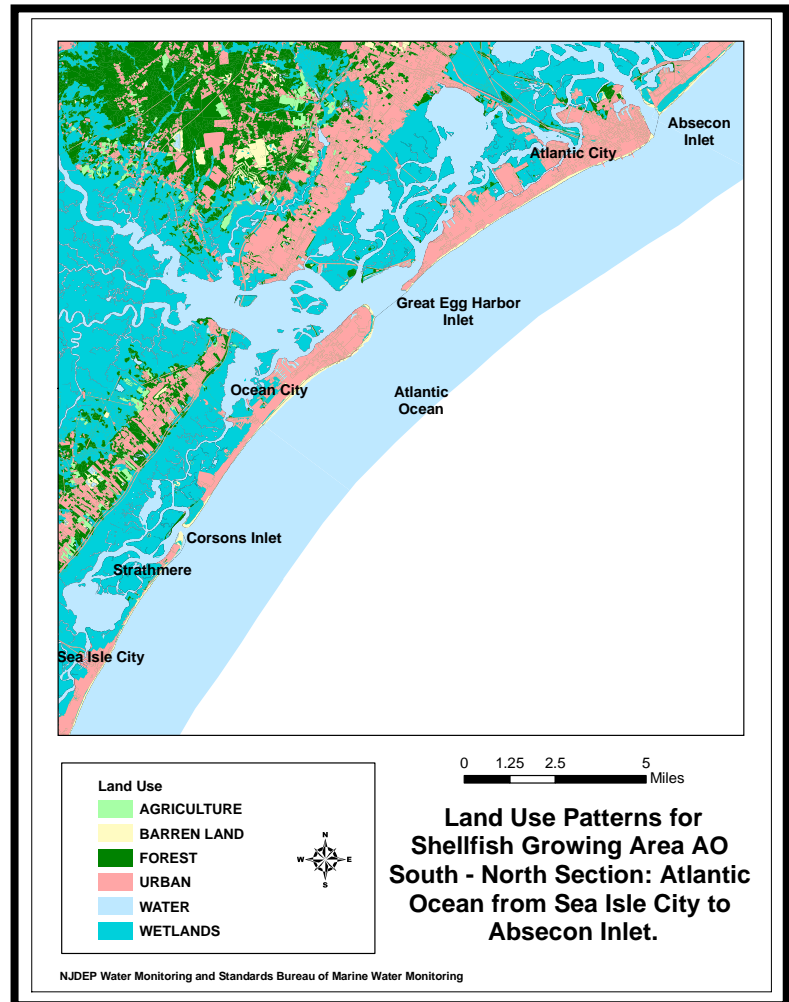 Absecon
Inlet
Atlantic City
Great Egg Harbor
Inlet
Ocean City
Atlantic
Ocean
Corsons Inlet
Strathmere
Sea Isle City
Land Use
AGRICULTURE
BARREN LAND
FOREST
URBAN
WATER
WETLANDS
N
W E
S
0 1.25 2.5 5
Miles
Land Use Patterns for
Shellfish Growing Area AO
South - North Section: Atlantic
Ocean from Sea Isle City to
Absecon Inlet.
NJDEP Water Monitoring and Standards Bureau of Marine Water Monitoring